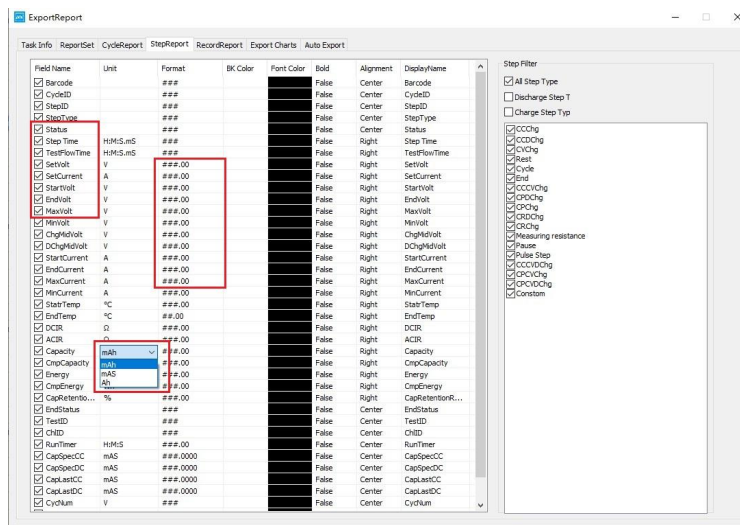 ExportReport
Task Info ReportSet CycleReport StepReport RecordReport Export Charts Auto Export
Field Name Unit Format BK Color Font Color Bold Alignment DisplayName
Barcode ### False Center Barcode
CycleID ### False Center CycleID
StepID ### False Center StepID
StepType ### False Center StepType
Status ### False Center Status
Step Time H:M:S.mS ### False Right Step Time
TestFlowTime H:M:S.mS ### False Right TestFlowTime
SetVolt V ###.00 False Right SetVolt
SetCurrent A ###.00 False Right SetCurrent
StartVolt V ###.00 False Right StartVolt
EndVolt V ###.00 False Right EndVolt
MaxVolt V ###.00 False Right MaxVolt
MinVolt V ###.00 False Right MinVolt
ChgMidVolt V ###.00 False Right ChgMidVolt
DChgMidVolt V ###.00 False Right DChgMidVolt
StartCurrent A ###.00 False Right StartCurrent
EndCurrent A ###.00 False Right EndCurrent
MaxCurrent A ###.00 False Right MaxCurrent
MinCurrent A ###.00 False Right MinCurrent
StatrTemp °C ###.00 False Right StatrTemp
EndTemp °C ##.00 False Right EndTemp
DCIR Ω ###.00 False Right DCIR
ACIR Ω ###.00 False Right ACIR
Capacity mAh ###.00 False Right Capacity
CmpCapacity mAh ###.00 False Right CmpCapacity
Energy mAS ###.00 False Right Energy
CmpEnergy Ah ###.00 False Right CmpEnergy
CapRetentio... % ###.00 False Right CapRetentionR...
EndStatus ### False Center EndStatus
TestID ### False Center TestID
ChlID ### False Center ChlID
RunTimer H:M:S ###.00 False Center RunTimer
CapSpecCC mAS ###.0000 False Center CapSpecCC
CapSpecDC mAS ###.0000 False Center CapSpecDC
CapLastCC mAS ###.0000 False Center CapLastCC
CapLastDC mAS ###.0000 False Center CapLastDC
CycNum V ### False Center CycNum
Step Filter
All Step Type
Discharge Step T
Charge Step Typ
CCChg
CCDChg
CVChg
Rest
Cycle
End
CCCVChg
CPDChg
CPChg
CRDChg
CRChg
Measuring resistance
Pause
Pulse Step
CCCVDChg
CPCVChg
CPCVDChg
Constom